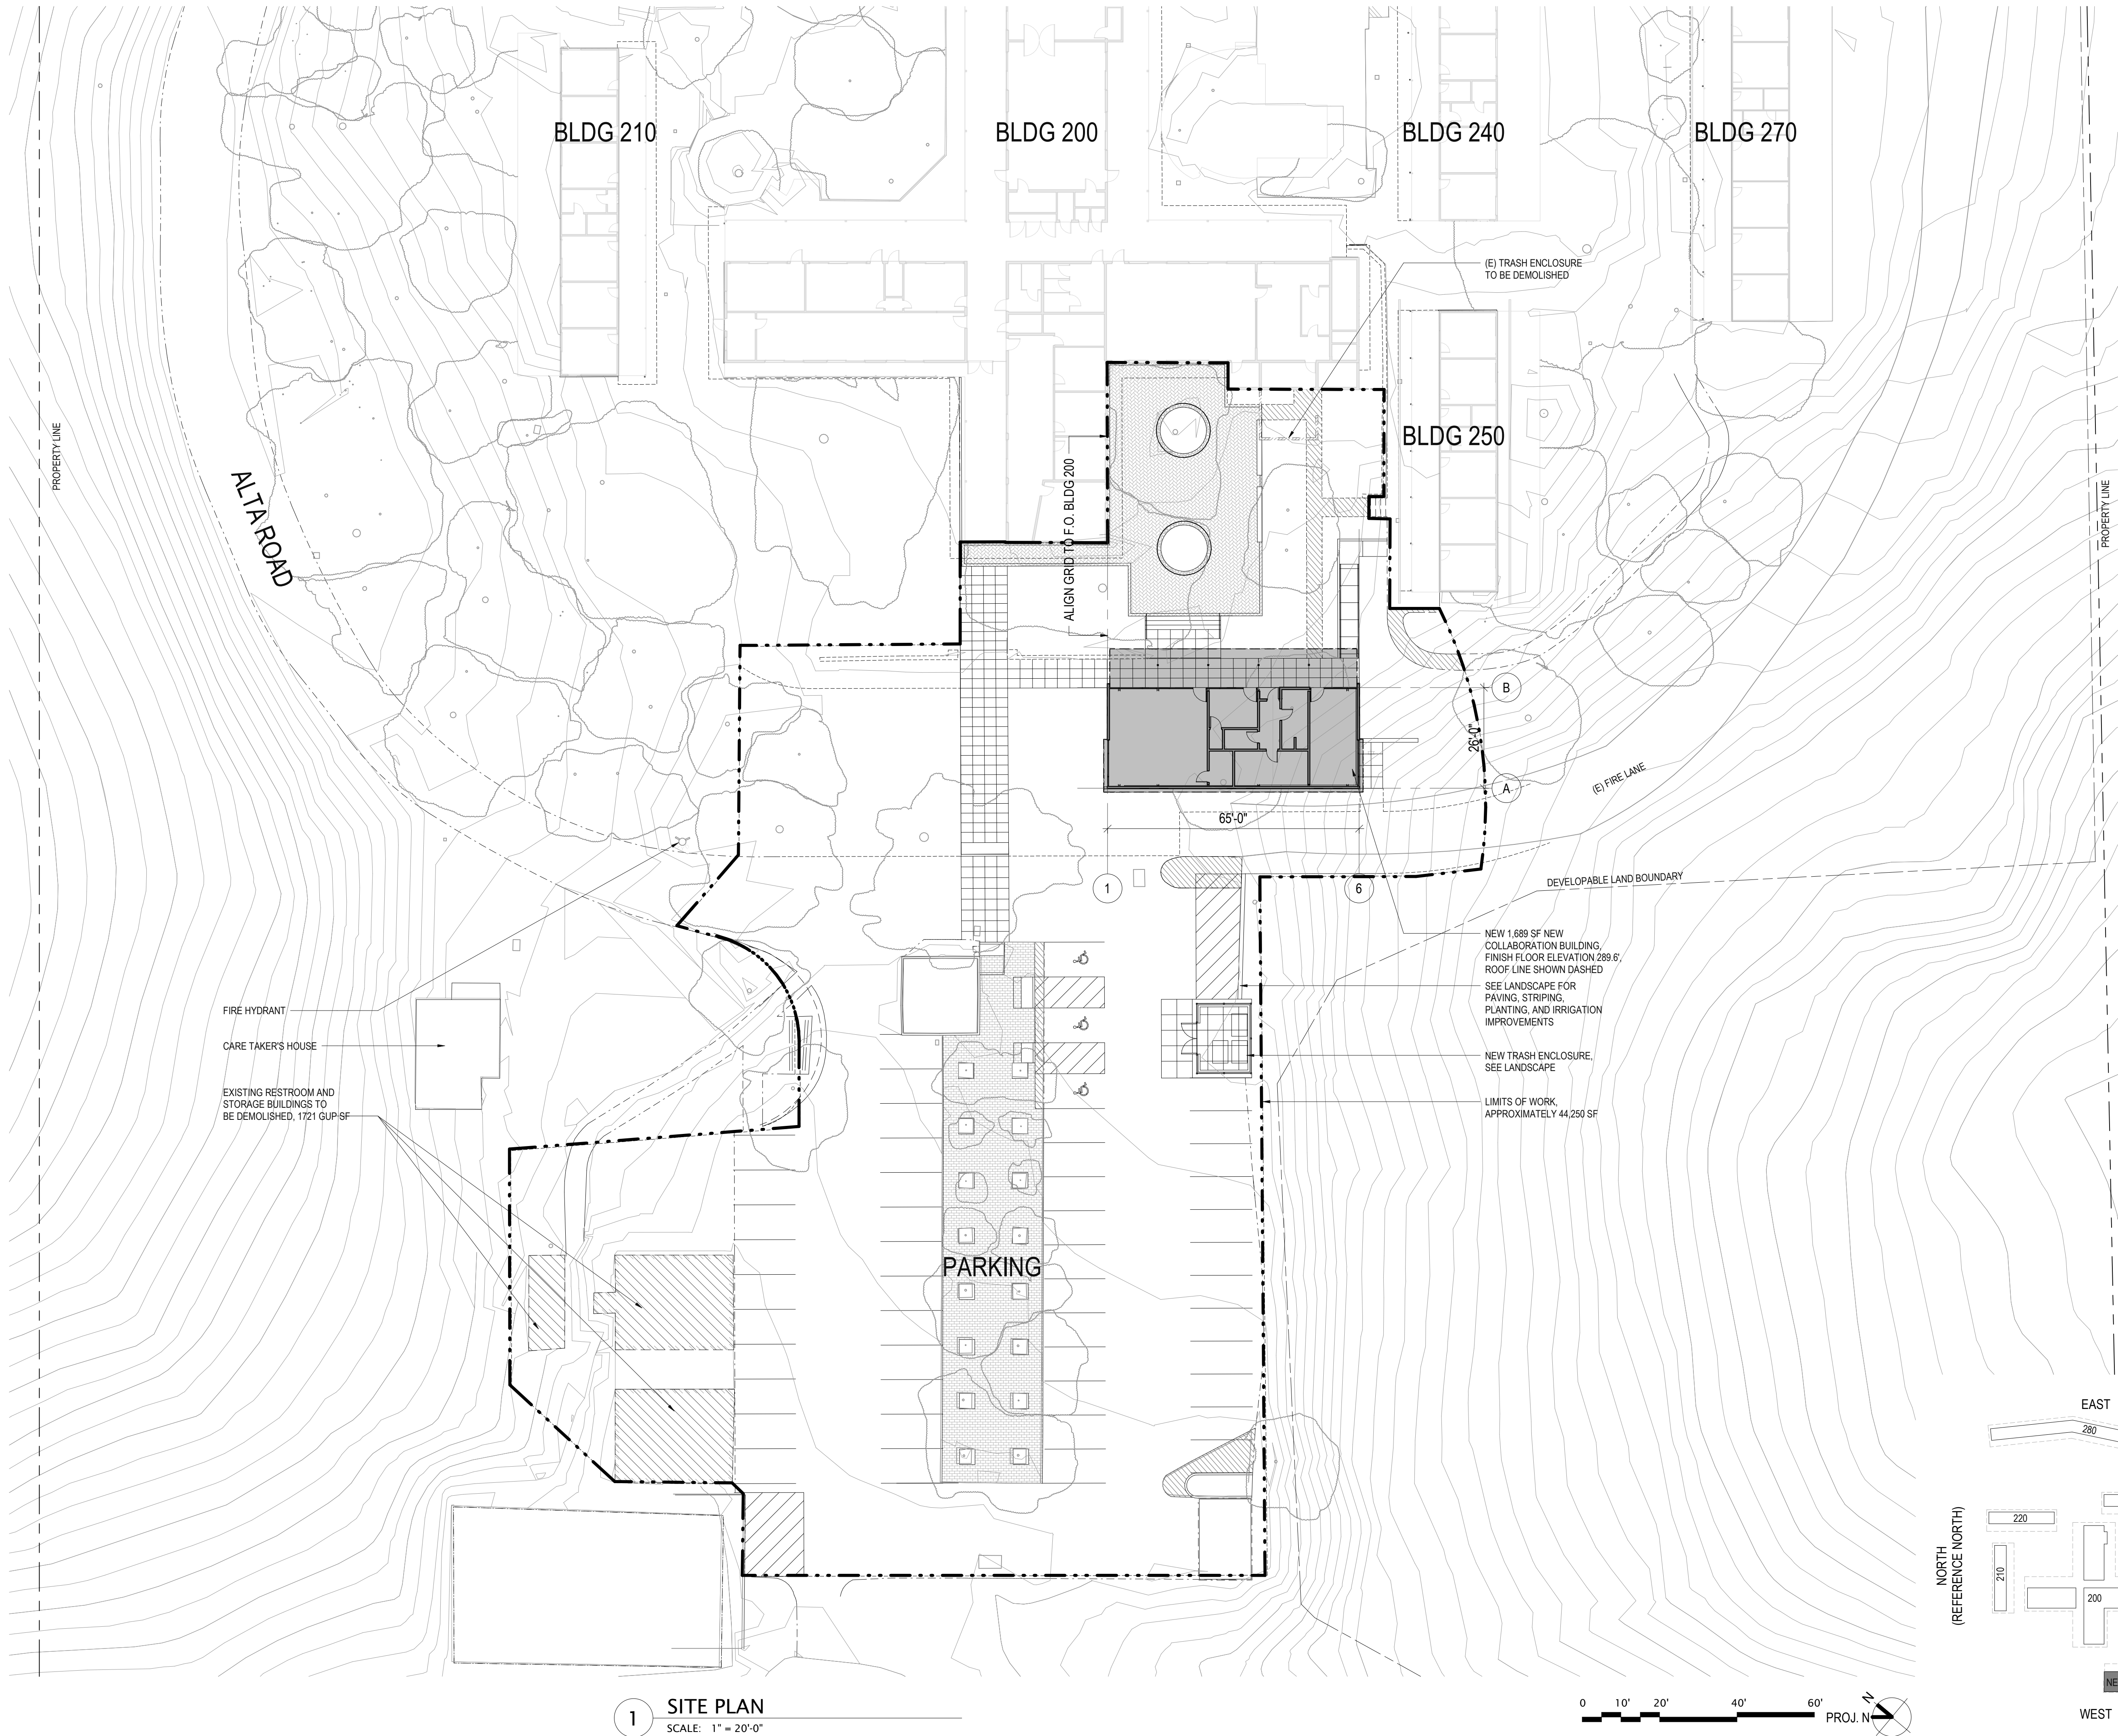 BLDG 210
BLDG 200
BLDG 240
BLDG 270
(E) TRASH ENCLOSURE
TO BE DEMOLISHED
PROPERTY LINE
ALTA ROAD
ALIGN GRID TO F.O. BLDG 200
BLDG 250
PROPERTY LINE
B
26'-0"
A
(E) FIRE LANE
65'-0"
1
6
DEVELOPABLE LAND BOUNDARY
NEW 1,689 SF NEW
COLLABORATION BUILDING,
FINISH FLOOR ELEVATION 289.6',
ROOF LINE SHOWN DASHED
SEE LANDSCAPE FOR
PAVING, STRIPING,
PLANTING, AND IRRIGATION
IMPROVEMENTS
FIRE HYDRANT
CARE TAKER'S HOUSE
NEW TRASH ENCLOSURE,
SEE LANDSCAPE
EXISTING RESTROOM AND
STORAGE BUILDINGS TO
BE DEMOLISHED, 1721 GUP SF
LIMITS OF WORK,
APPROXIMATELY 44,250 SF
PARKING
EAST
280
220
NORTH
(REFERENCE NORTH)
210
200
NE
WEST
1
SITE PLAN
SCALE: 1" = 20'-0"
0 10' 20' 40' 60'
PROJ. N
N